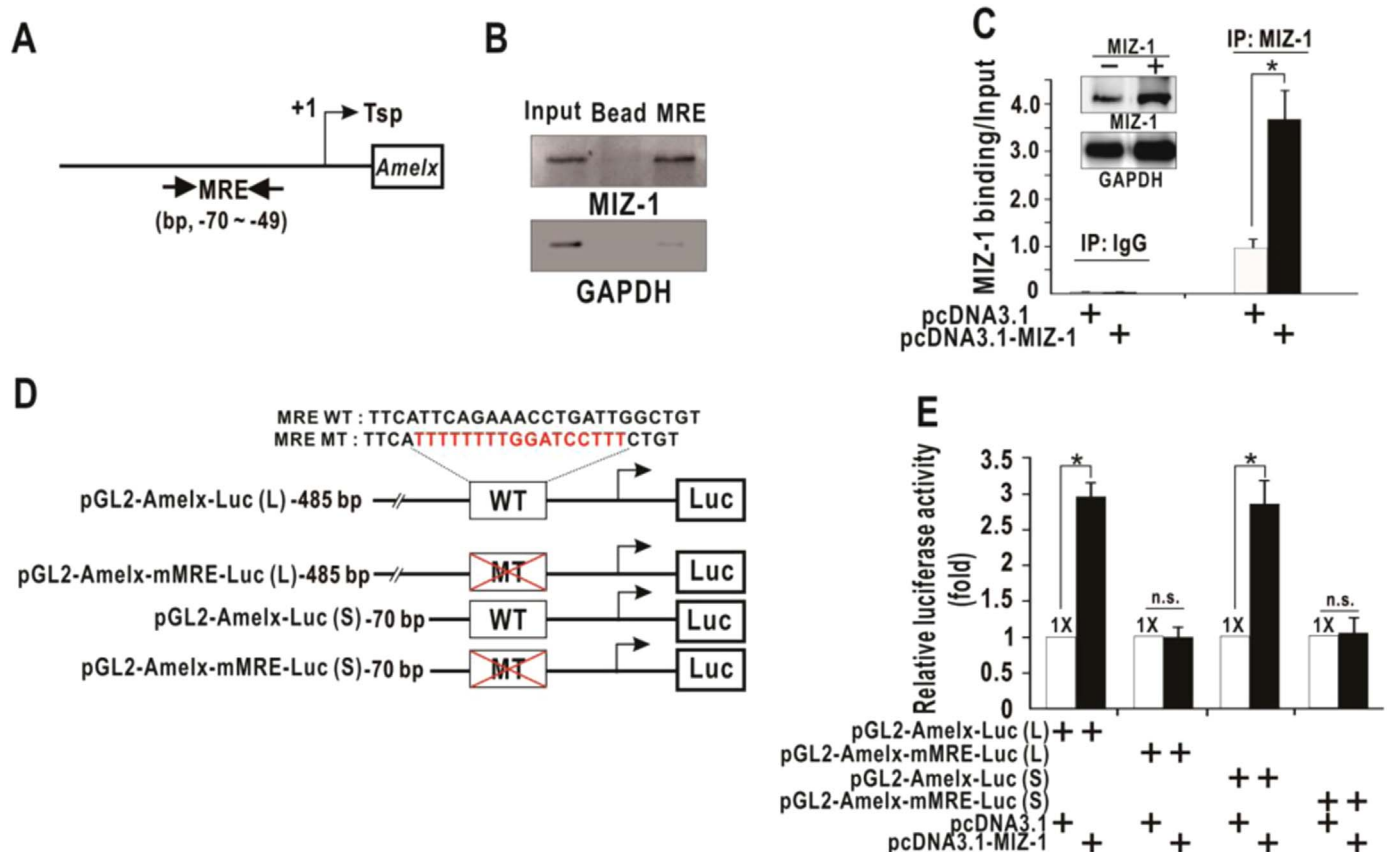 A
+1
Tsp
Amelx
MRE
(bp, -70 ~ -49)
B
Input Bead MRE
MIZ-1
GAPDH
C
MIZ-1 binding/Input
4.0
3.0
2.0
1.0
0
MIZ-1
− +
MIZ-1
GAPDH
IP: IgG
IP: MIZ-1
*
pcDNA3.1 + +
pcDNA3.1-MIZ-1 + +
D
MRE WT : TTCATTCAGAAACCTGATTGGCTGT
MRE MT : TTCATTTTTTTTGGATCCTTTCTGT
pGL2-Amelx-Luc (L) -485 bp WT Luc
pGL2-Amelx-mMRE-Luc (L)-485 bp MT Luc
pGL2-Amelx-Luc (S)-70 bp WT Luc
pGL2-Amelx-mMRE-Luc (S)-70 bp MT Luc
E
Relative luciferase activity
(fold)
3.5
3
2.5
2
1.5
1
0.5
0
* n.s. * n.s.
1X 1X 1X 1X
pGL2-Amelx-Luc (L) + +
pGL2-Amelx-mMRE-Luc (L) + +
pGL2-Amelx-Luc (S) + +
pGL2-Amelx-mMRE-Luc (S) + +
pcDNA3.1 + + + +
pcDNA3.1-MIZ-1 + + + +